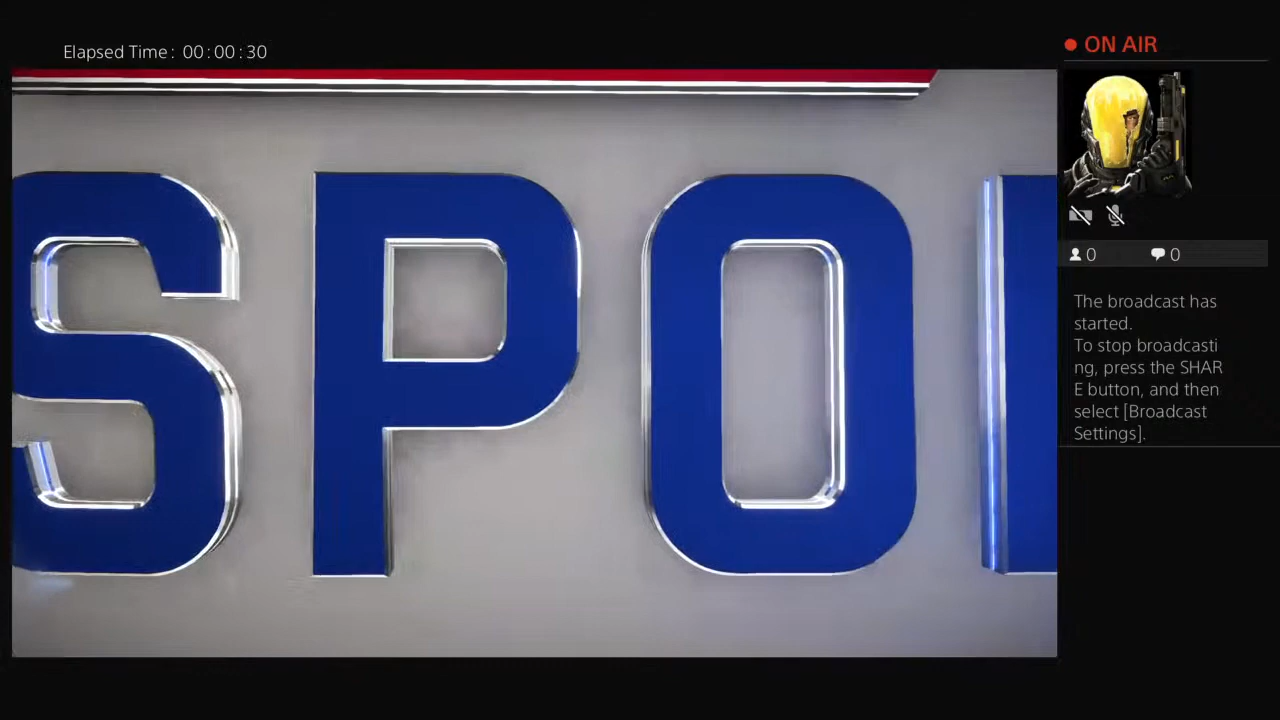 Elapsed Time: 00:00:30
ON AIR
SPO
0
0
The broadcast has
started.
To stop broadcasti
ng, press the SHAR
E button, and then
select [Broadcast
Settings].